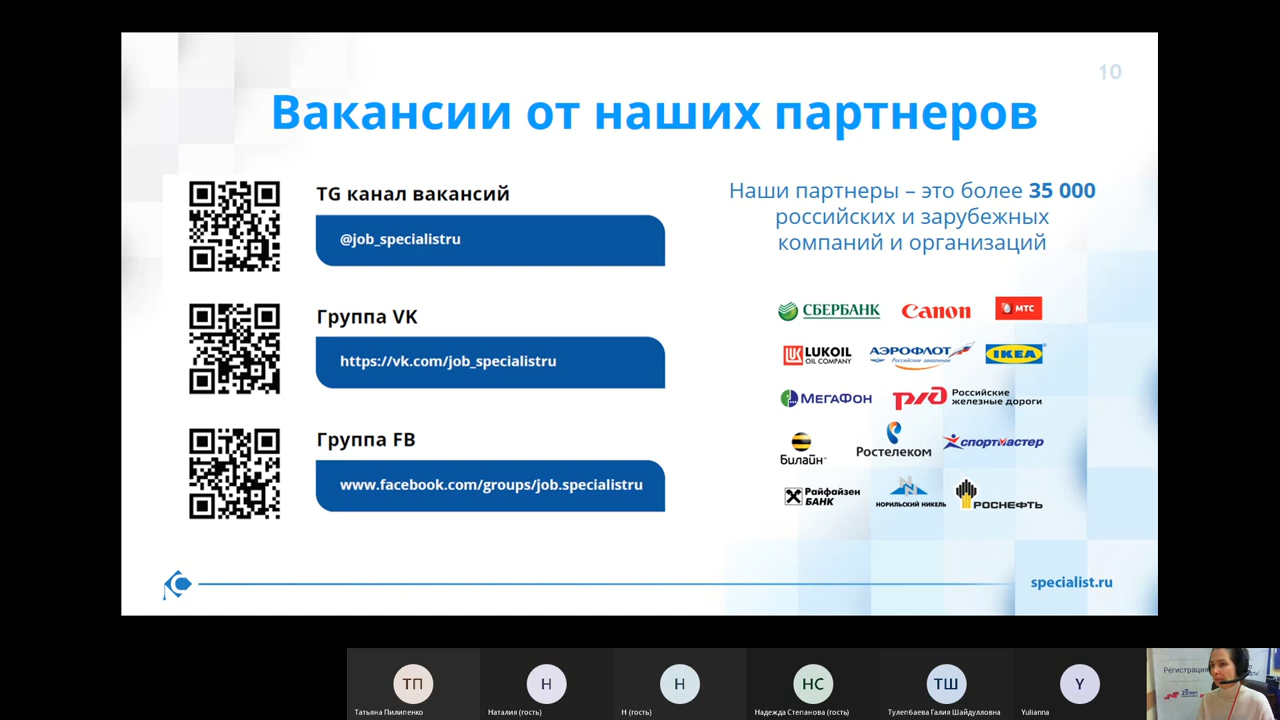 10
Вакансии от наших партнеров
TG канал вакансий
@job_specialistru
Группа VK
https://vk.com/job_specialistru
Группа FB
www.facebook.com/groups/job.specialistru
Наши партнеры – это более 35 000
российских и зарубежных
компаний и организаций
СБЕРБАНК
Canon
МТС
LUKOIL
OIL COMPANY
АЭРОФЛОТ
Российские авиалинии
IKEA
МЕГАФОН
РЖД
Российские
железные дороги
Билайн
Ростелеком
СПОРТМАСТЕР
Райфайзен
БАНК
НОРИЛЬСКИЙ НИКЕЛЬ
РОСНЕФТЬ
specialist.ru
ТП
Татьяна Пилипенко
Н
Наталия (гость)
Н
Н (гость)
НС
Надежда Степанова (гость)
ТШ
Тулепбаева Галия Шайдулловна
Y
Yulianna
Регистрация